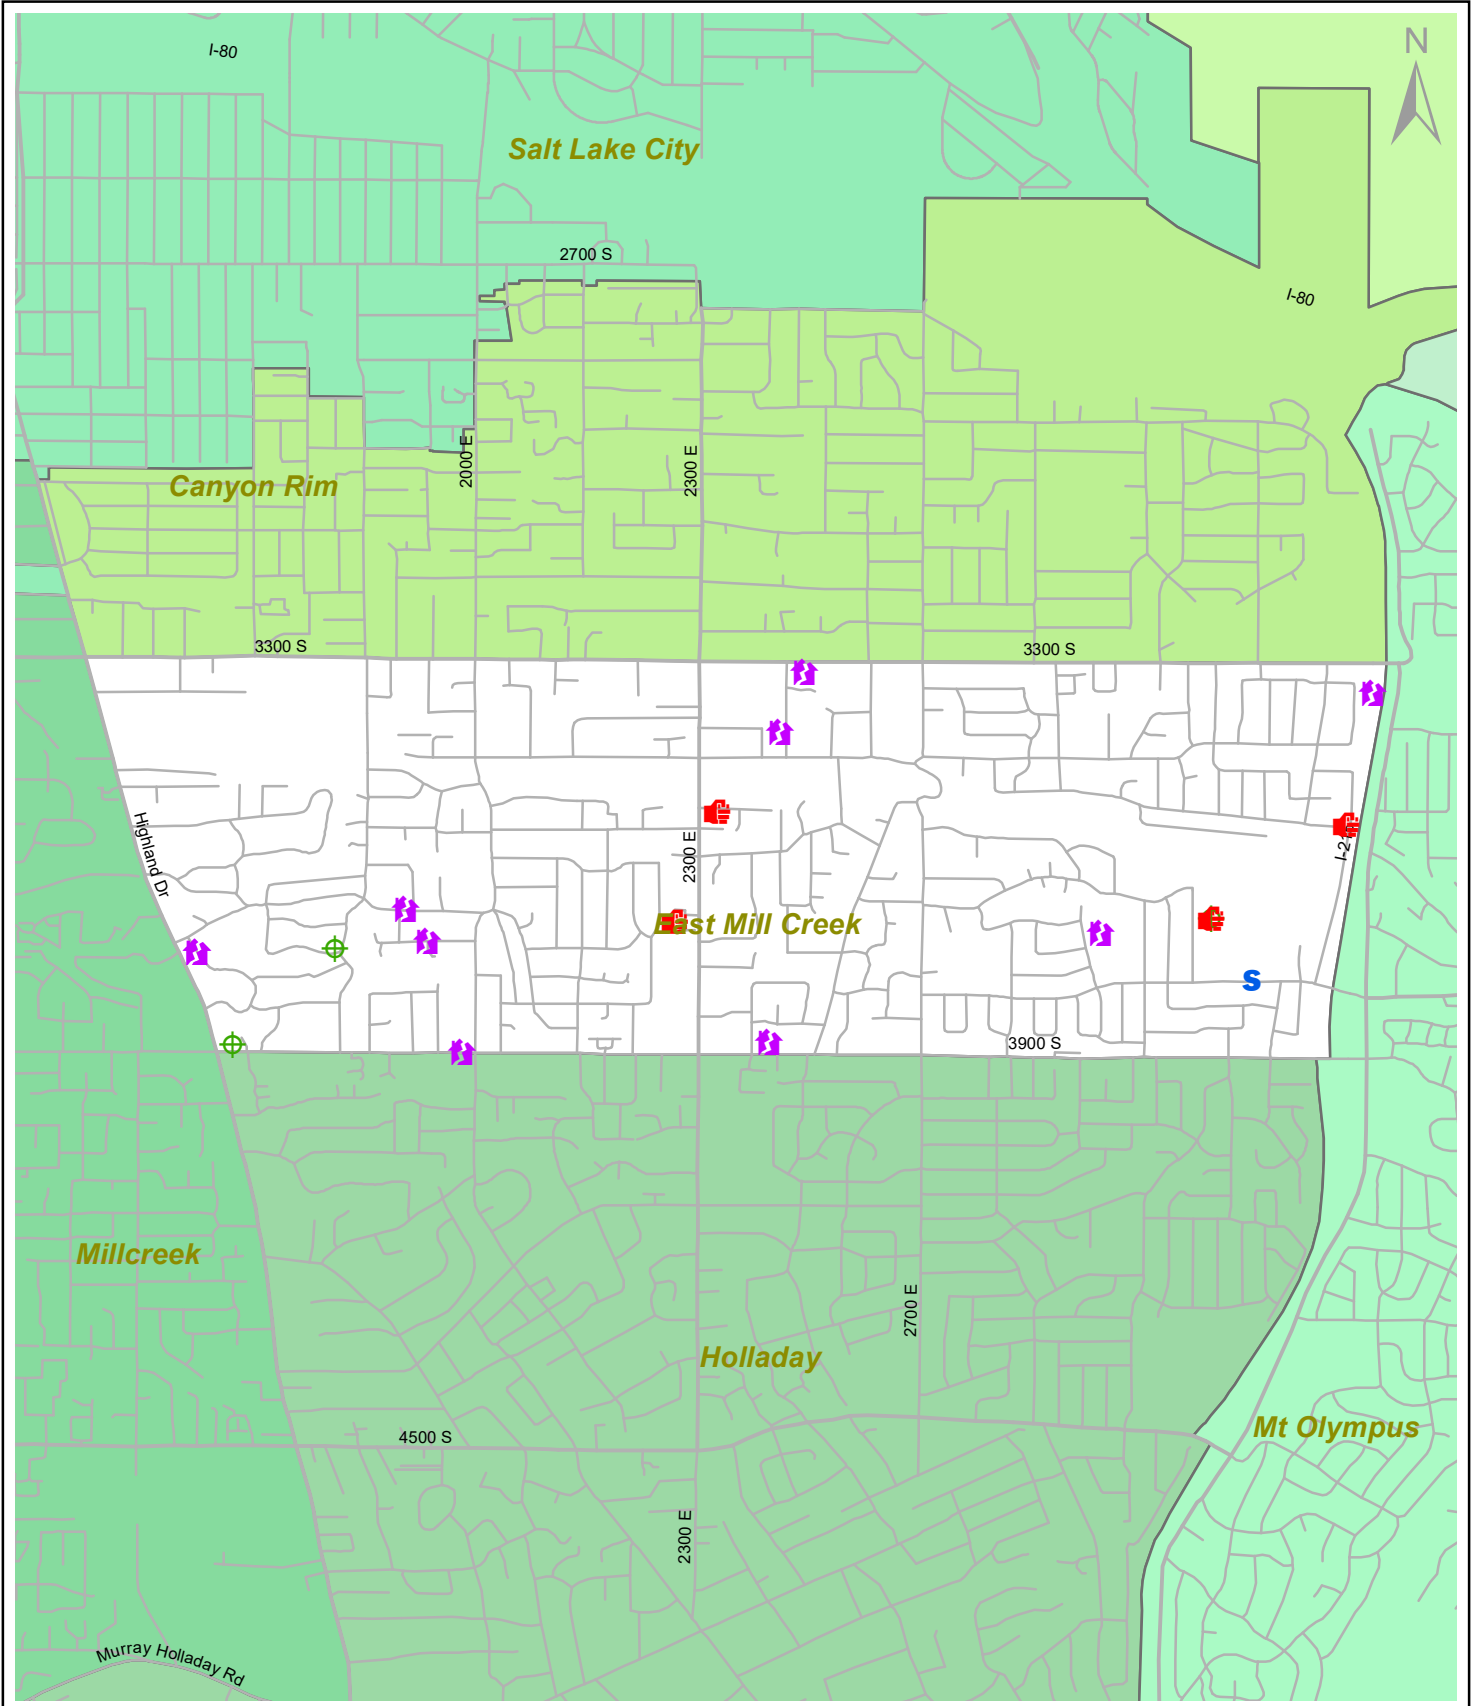 I-80
N
Salt Lake City
2700 S
I-80
2000 E
2300 E
Canyon Rim
3300 S
3300 S
Highland Dr
2300 E
East Mill Creek
S
3900 S
Millcreek
2700 E
Holladay
4500 S
Mt Olympus
2300 E
Murray Holladay Rd